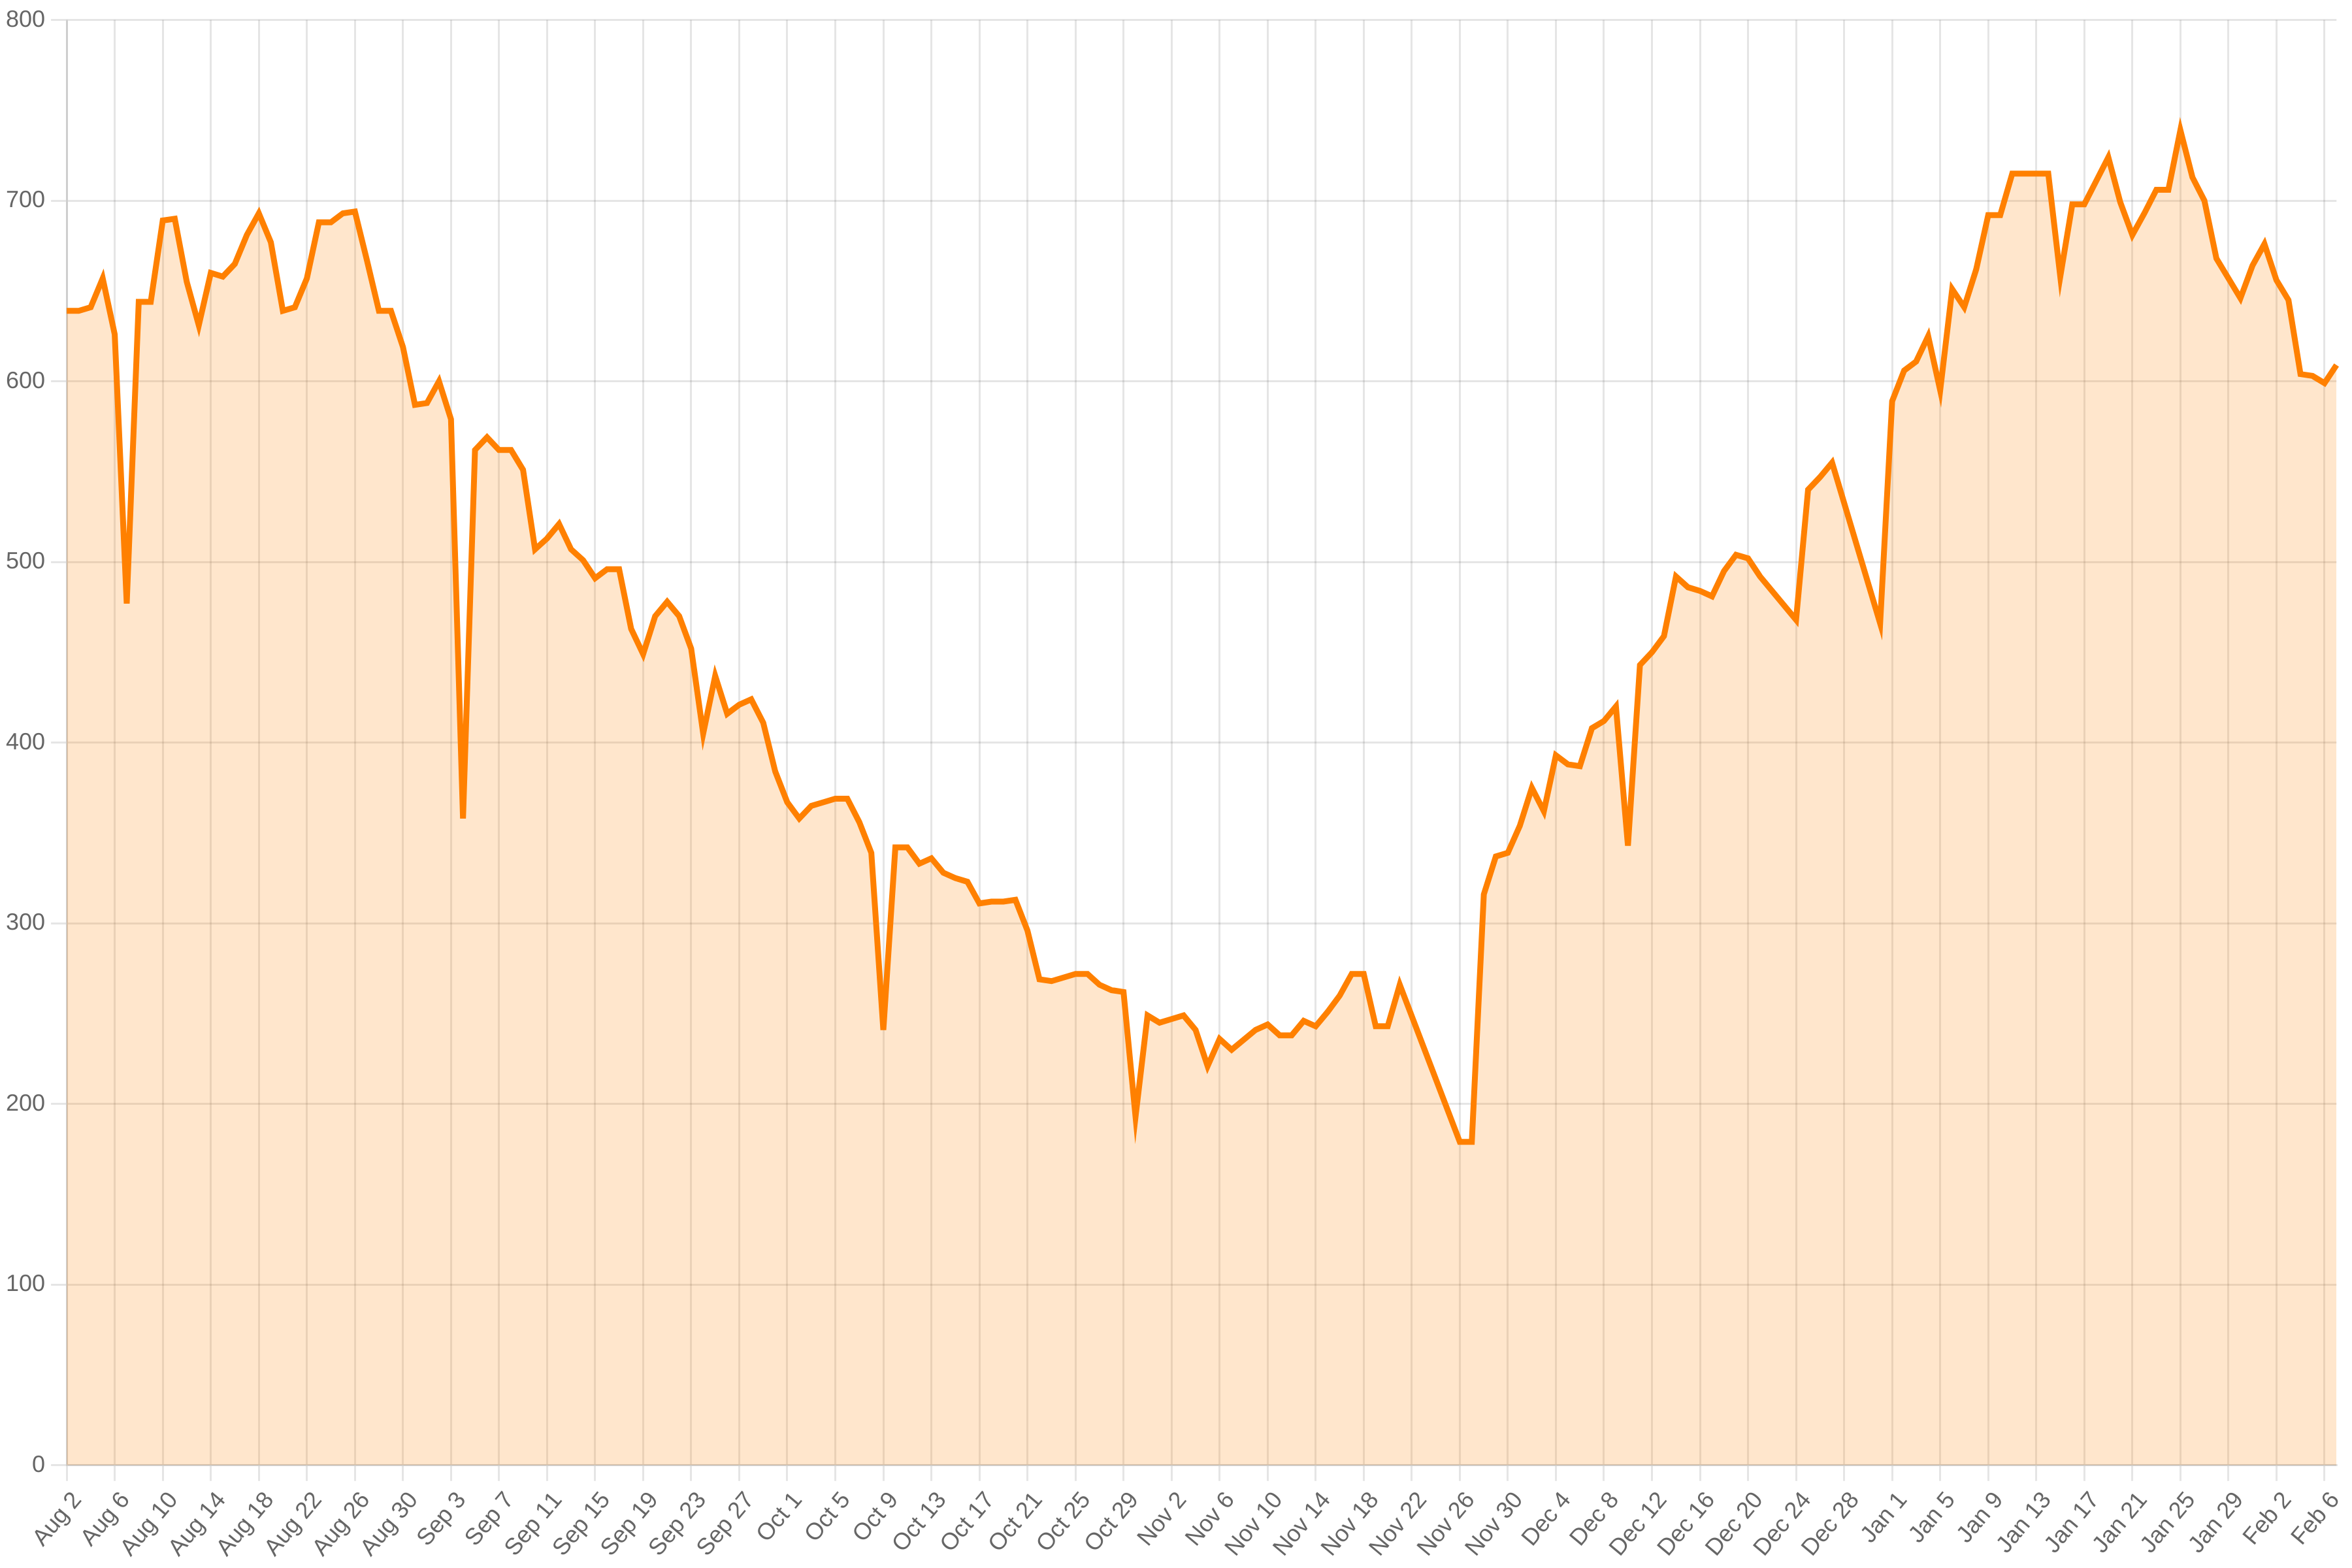 800
700
600
500
400
300
200
100
0
Aug 2
Aug 6
Aug 10
Aug 14
Aug 18
Aug 22
Aug 26
Aug 30
Sep 3
Sep 7
Sep 11
Sep 15
Sep 19
Sep 23
Sep 27
Oct 1
Oct 5
Oct 9
Oct 13
Oct 17
Oct 21
Oct 25
Oct 29
Nov 2
Nov 6
Nov 10
Nov 14
Nov 18
Nov 22
Nov 26
Nov 30
Dec 4
Dec 8
Dec 12
Dec 16
Dec 20
Dec 24
Dec 28
Jan 1
Jan 5
Jan 9
Jan 13
Jan 17
Jan 21
Jan 25
Jan 29
Feb 2
Feb 6